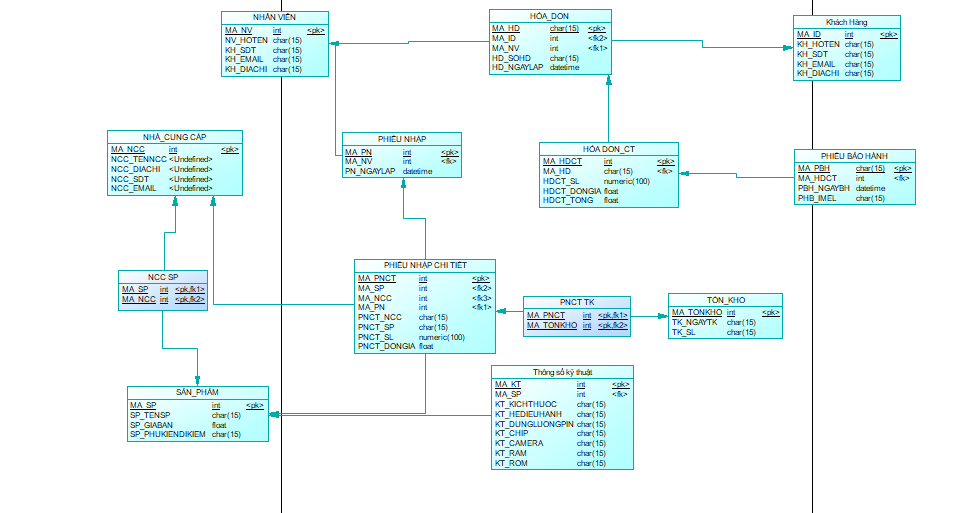 NHÂN VIÊN
MA_NV int <pk>
NV_HOTEN char(15)
KH_SDT char(15)
KH_EMAIL char(15)
KH_DIACHI char(15)
HÓA_DON
MA_HD char(15) <pk>
MA_ID int <fk2>
MA_NV int <fk1>
HD_SOHD char(15)
HD_NGAYLAP datetime
Khách Hàng
MA_ID int <pk>
KH_HOTEN char(15)
KH_SDT char(15)
KH_EMAIL char(15)
KH_DIACHI char(15)
NHÀ_CUNG CẤP
MA_NCC int <pk>
NCC_TENNCC <Undefined>
NCC_DIACHI <Undefined>
NCC_SDT <Undefined>
NCC_EMAIL <Undefined>
PHIẾU NHẬP
MA_PN int <pk>
MA_NV int <fk>
PN_NGAYLAP datetime
HÓA DON_CT
MA_HDCT int <pk>
MA_HD char(15) <fk>
HDCT_SL numeric(100)
HDCT_DONGIA float
HDCT_TONG float
PHIẾU BẢO HÀNH
MA_PBH char(15) <pk>
MA_HDCT int <fk>
PBH_NGAYBH datetime
PHB_IMEL char(15)
NCC SP
MA_SP int <pk,fk1>
MA_NCC int <pk,fk2>
PHIẾU NHẬP CHI TIẾT
MA_PNCT int <pk>
MA_SP int <fk2>
MA_NCC int <fk3>
MA_PN int <fk1>
PNCT_NCC char(15)
PNCT_SP char(15)
PNCT_SL numeric(100)
PNCT_DONGIA float
PNCT TK
MA_PNCT int <pk,fk1>
MA_TONKHO int <pk,fk2>
TỒN_KHO
MA_TONKHO int <pk>
TK_NGAYTK char(15)
TK_SL char(15)
SẢN_PHẨM
MA_SP int <pk>
SP_TENSP char(15)
SP_GIABAN float
SP_PHUKIENDIKIEM char(15)
Thông số kỹ thuật
MA_KT int <pk>
MA_SP int <fk>
KT_KICHTHUOC char(15)
KT_HEDIEUHANH char(15)
KT_DUNGLUONGPIN char(15)
KT_CHIP char(15)
KT_CAMERA char(15)
KT_RAM char(15)
KT_ROM char(15)